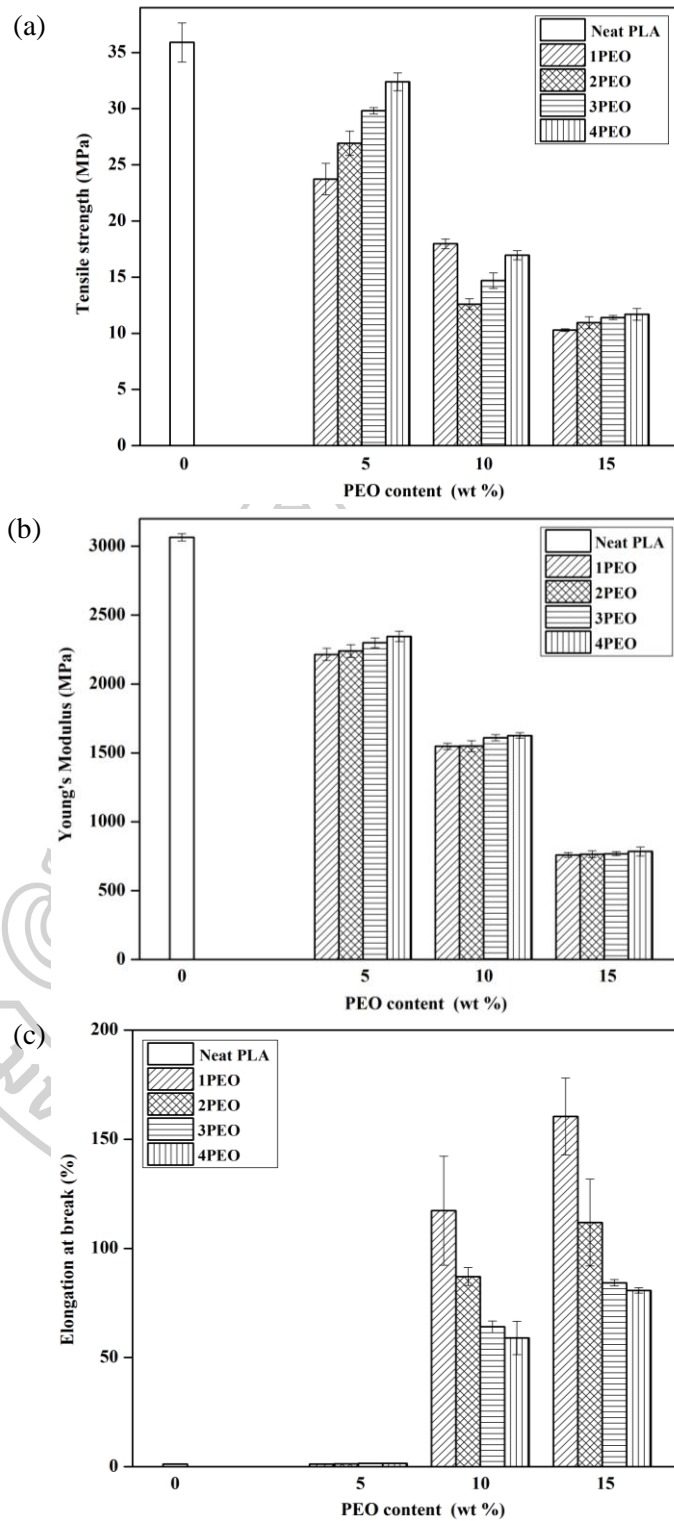 (a)
Neat PLA
1PEO
2PEO
3PEO
4PEO
35
30
25
20
15
10
5
0
Tensile strength (MPa)
0 5 10 15
PEO content (wt %)
(b)
Neat PLA
1PEO
2PEO
3PEO
4PEO
3000
2500
2000
1500
1000
500
0
Young's Modulus (MPa)
0 5 10 15
PEO content (wt %)
(c)
Neat PLA
1PEO
2PEO
3PEO
4PEO
200
150
100
50
0
Elongation at break (%)
0 5 10 15
PEO content (wt %)